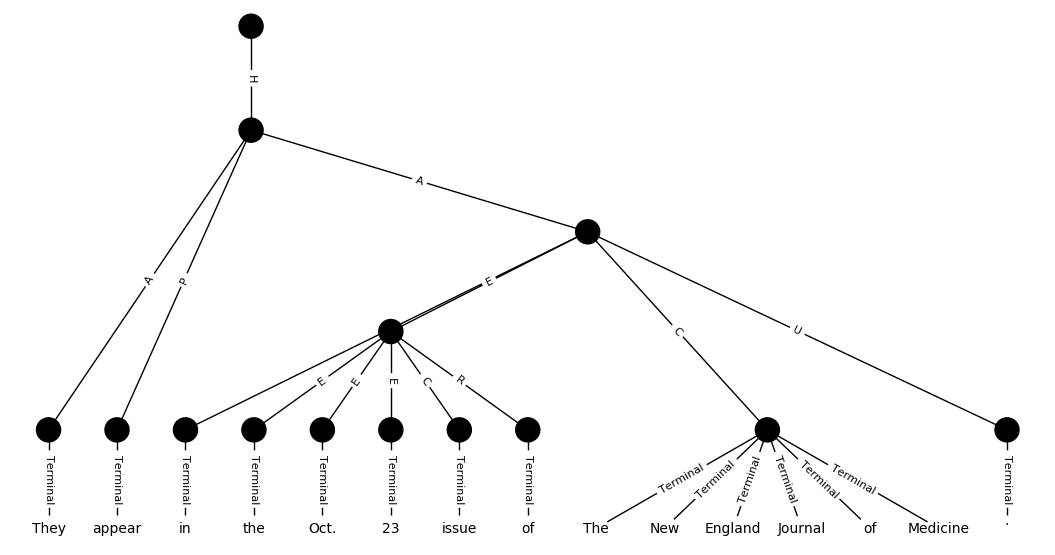 H
A
A
P
E
C
U
E
E
E
C
R
Terminal Terminal Terminal Terminal Terminal Terminal Terminal Terminal Terminal Terminal Terminal Terminal Terminal Terminal Terminal
They appear in the Oct. 23 issue of The New England Journal of Medicine .